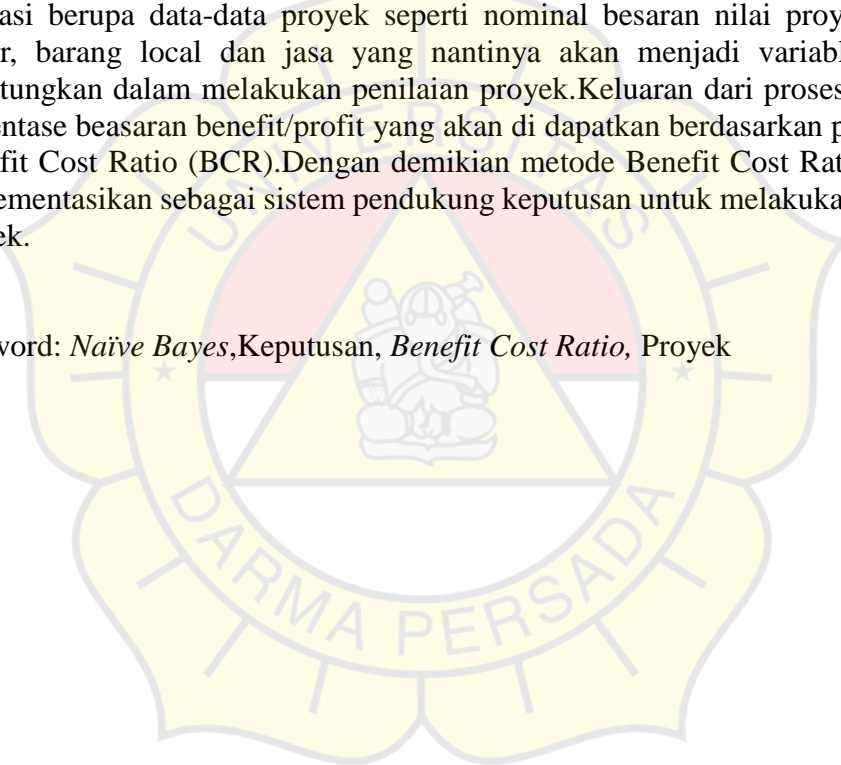 asi berupa data-data proyek seperti nominal besaran nilai proy
r, barang local dan jasa yang nantinya akan menjadi variabl
tungkan dalam melakukan penilaian proyek.Keluaran dari proses
entase beasaran benefit/profit yang akan di dapatkan berdasarkan p
fit Cost Ratio (BCR).Dengan demikian metode Benefit Cost Rat
ementasikan sebagai sistem pendukung keputusan untuk melakuka
ek.
word: Naïve Bayes,Keputusan, Benefit Cost Ratio, Proyek
UNIVERSITAS
DARMA PERSADA